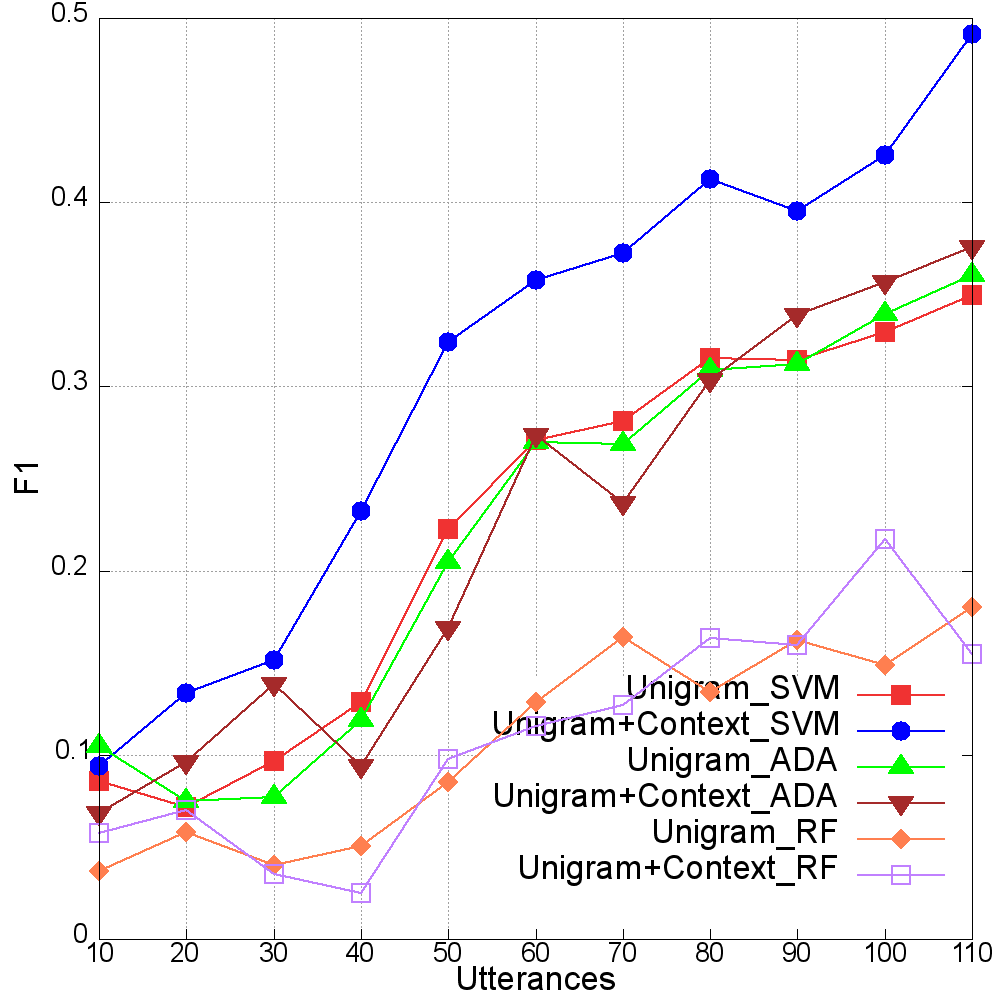 0.5
0.4
0.3
0.2
0.1
0
F1
Unigram_SVM
Unigram+Context_SVM
Unigram_ADA
Unigram+Context_ADA
Unigram_RF
Unigram+Context_RF
10 20 30 40 50 60 70 80 90 100 110
Utterances